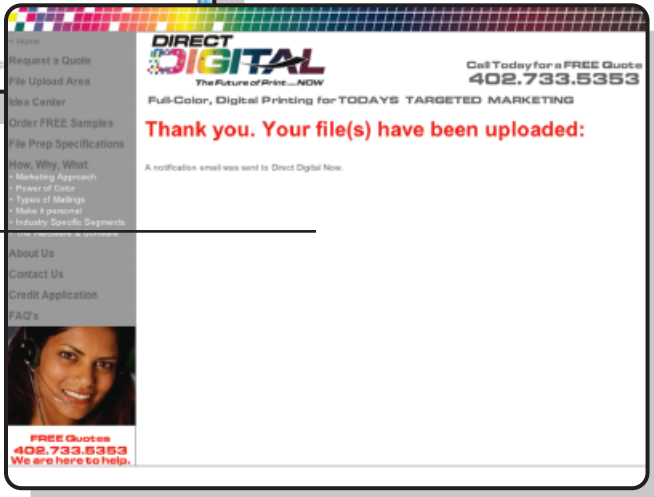 < Home
Request a Quote
File Upload Area
Idea Center
Order FREE Samples
File Prep Specifications
How, Why, What
• Marketing Approach
• Power of Color
• Types of Mailings
• Make it personal
• Industry Specific Segments
• The Hardware & Software
About Us
Contact Us
Credit Application
FAQ's
FREE Quotes
402.733.5353
We are here to help.
DIRECT
DIGITAL
The Future of Print....NOW
Call Today for a FREE Quote
402.733.5353
Full-Color, Digital Printing for TODAYS TARGETED MARKETING
Thank you. Your file(s) have been uploaded:
A notification email was sent to Direct Digital Now.